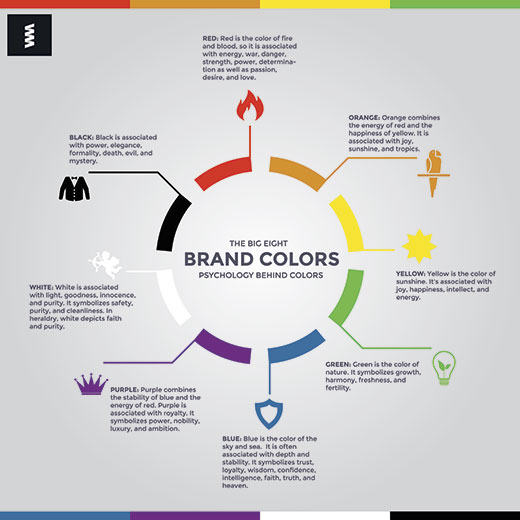 RED: Red is the color of fire
and blood, so it is associated
with energy, war, danger,
strength, power, determina-
tion as well as passion,
desire, and love.
ORANGE: Orange combines
the energy of red and the
happiness of yellow. It is
associated with joy,
sunshine, and tropics.
BLACK: Black is associated
with power, elegance,
formality, death, evil, and
mystery.
THE BIG EIGHT
BRAND COLORS
PSYCHOLOGY BEHIND COLORS
YELLOW: Yellow is the color of
sunshine. It's associated with
joy, happiness, intellect, and
energy.
WHITE: White is associated
with light, goodness, innocence,
and purity. It symbolizes safety,
purity, and cleanliness. In
heraldry, white depicts faith
and purity.
GREEN: Green is the color of
nature. It symbolizes growth,
harmony, freshness, and
fertility.
PURPLE: Purple combines
the stability of blue and the
energy of red. Purple is
associated with royalty. It
symbolizes power, nobility,
luxury, and ambition.
BLUE: Blue is the color of the
sky and sea. It is often
associated with depth and
stability. It symbolizes trust,
loyalty, wisdom, confidence,
intelligence, faith, truth, and
heaven.